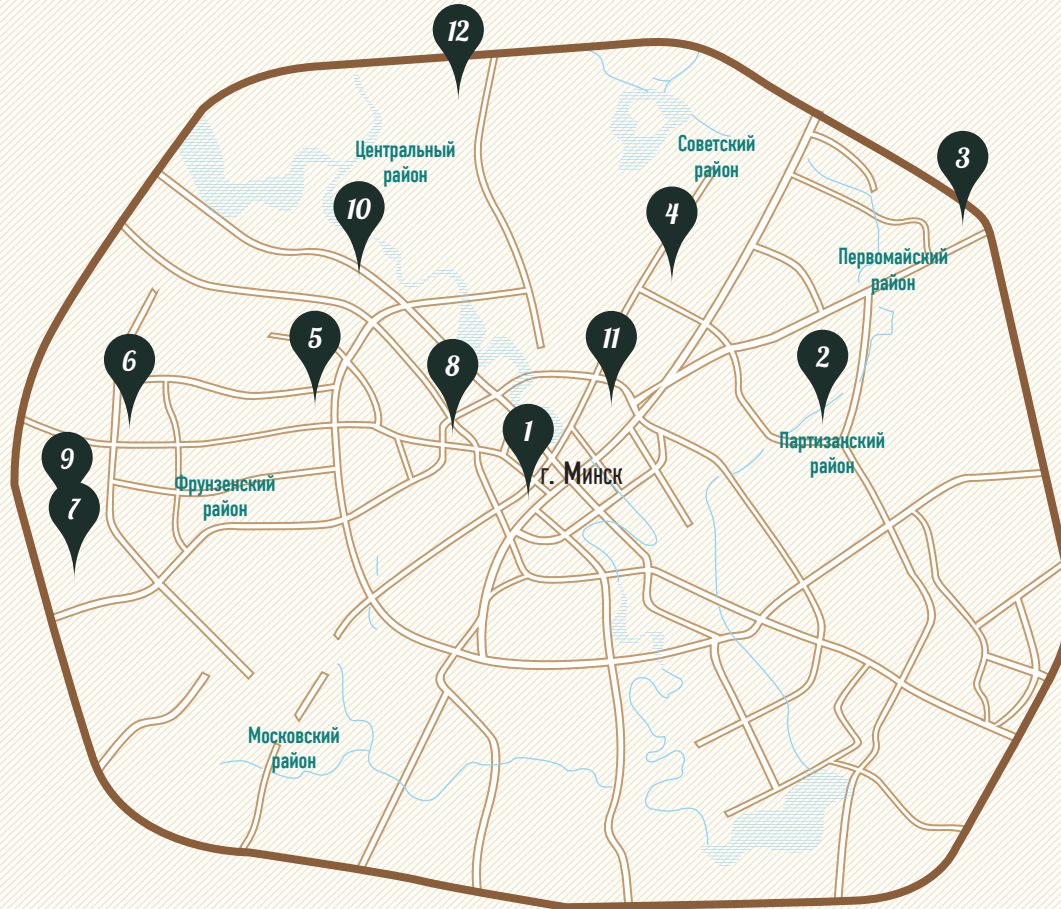 12
Центральный
район
Советский
район
3
10
4
Первомайский
район
6
5
8
11
2
1
Партизанский
район
9
г. Минск
7
Фрунзенский
район
Московский
район